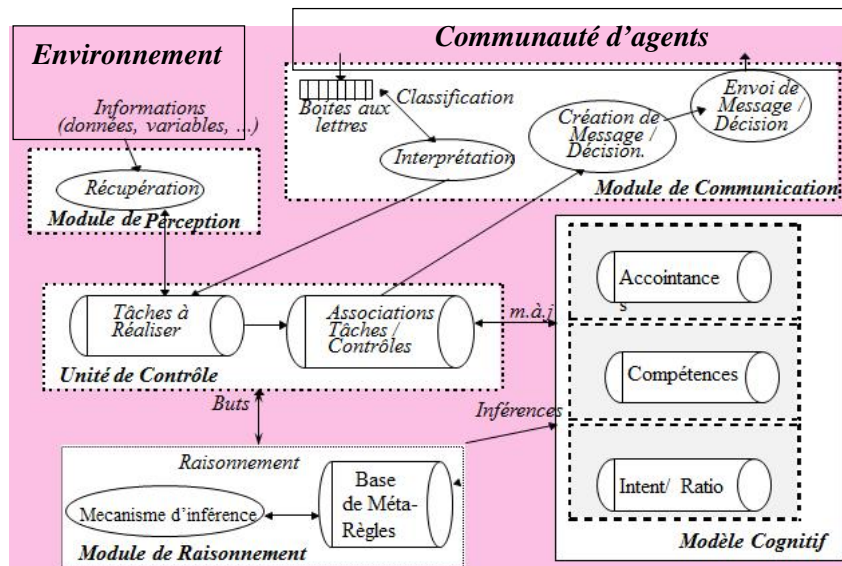 Environnement
Communauté d'agents
Informations
(données, variables, ...)
Récupération
Module de Perception
Boites aux
lettres
Classification
Interprétation
Création de
Message /
Décision.
Envoi de
Message /
Décision
Module de Communication
Tâches à
Réaliser
Associations
Tâches /
Contrôles
Unité de Contrôle
m.à.j
Accointance
s
Compétences
Intent/ Ratio
Modèle Cognitif
Buts
Inférences
Raisonnement
Mecanisme d'inférence
Base
de Méta-
Règles
Module de Raisonnement